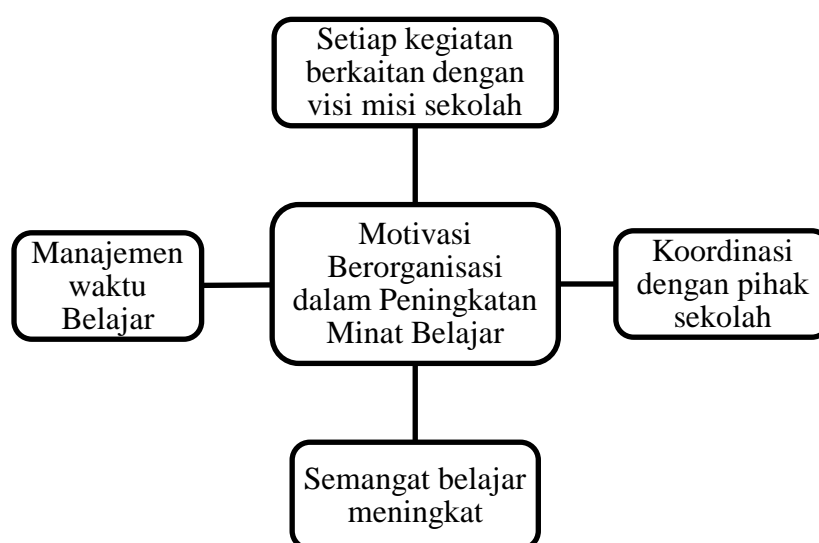 Setiap kegiatan
berkaitan dengan
visi misi sekolah
Manajemen
waktu
Belajar
Motivasi
Berorganisasi
dalam Peningkatan
Minat Belajar
Koordinasi
dengan pihak
sekolah
Semangat belajar
meningkat